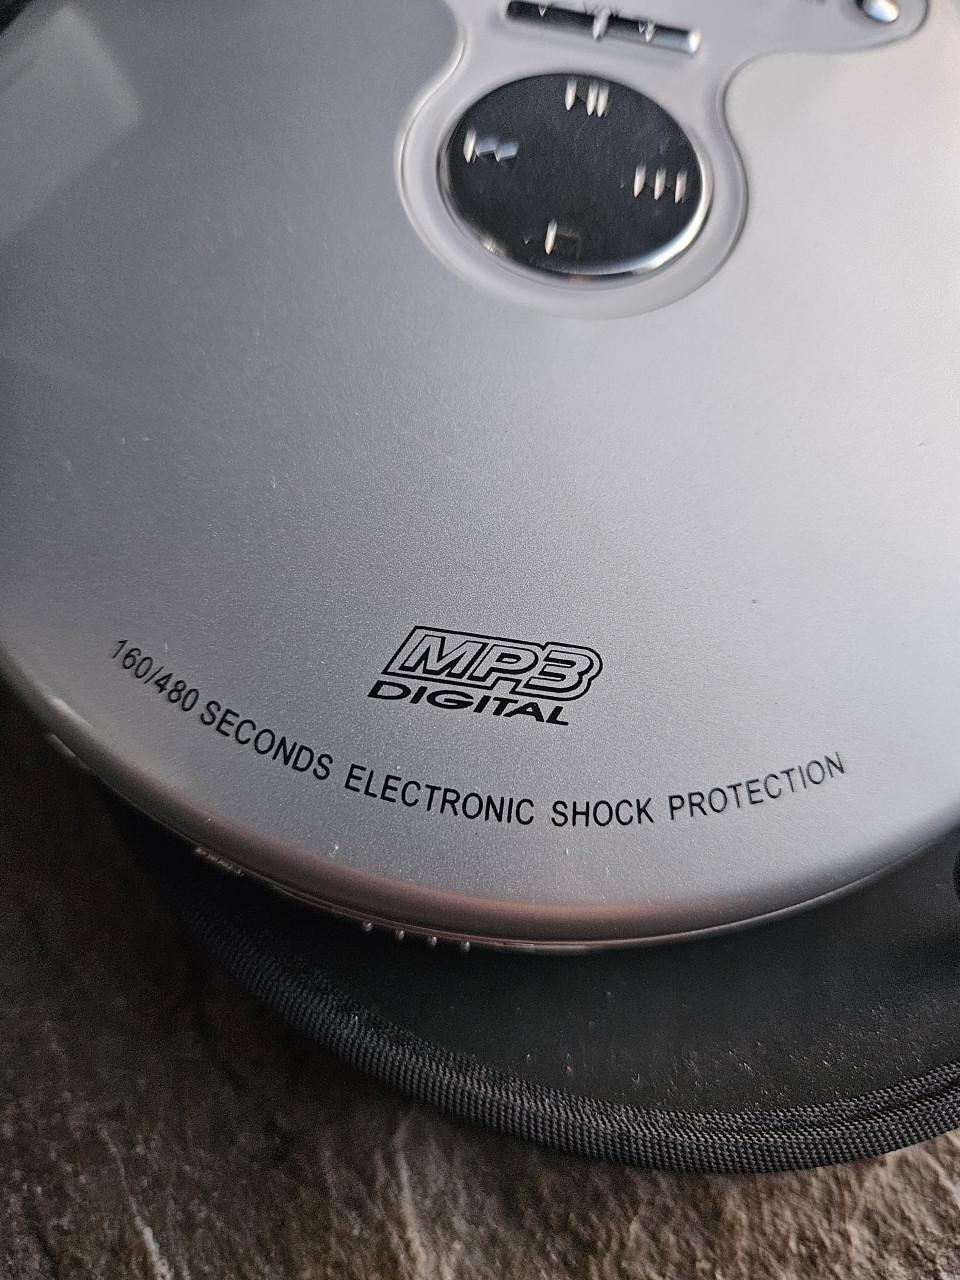 MP3
DIGITAL
160/480 SECONDS ELECTRONIC SHOCK PROTECTION